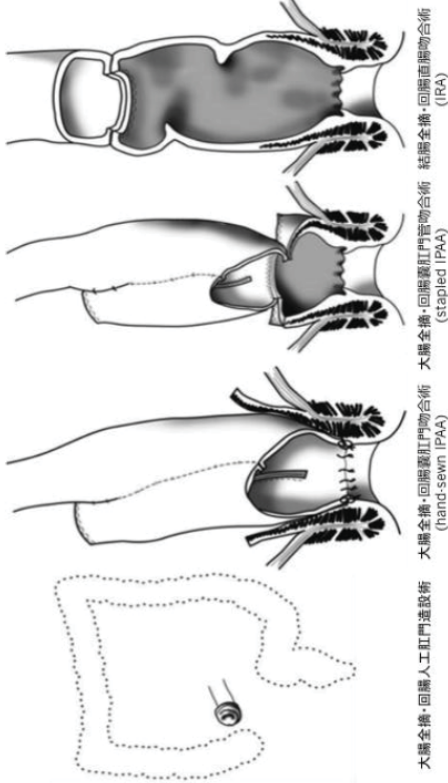 大腸全摘・回腸人工肛門造設術
大腸全摘・回腸嚢肛門吻合術
(hand-sewn IPAA)
大腸全摘・回腸嚢肛門管吻合術
(stapled IPAA)
結腸全摘・回腸直腸吻合術
(IRA)